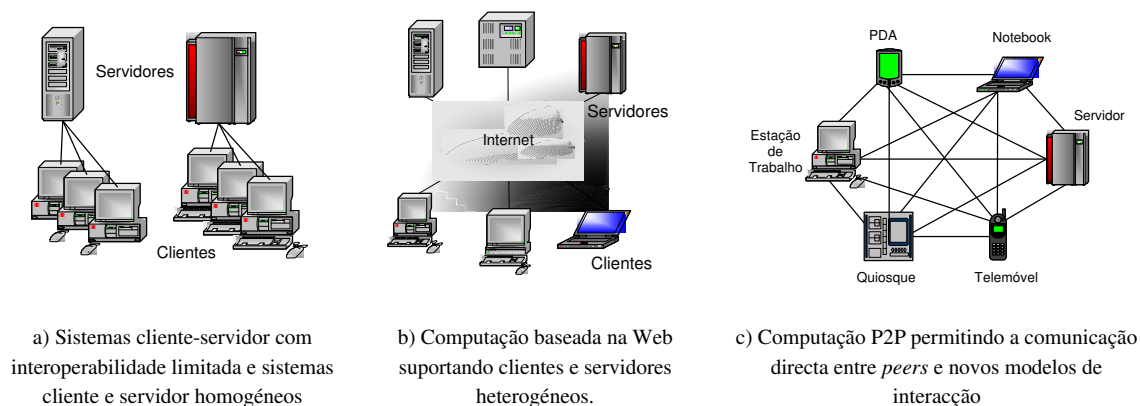 Servidores
Clientes
Internet
Servidores
Clientes
PDA
Notebook
Estação
de
Trabalho
Servidor
Quiosque
Telemóvel
a) Sistemas cliente-servidor com
interoperabilidade limitada e sistemas
cliente e servidor homogéneos
b) Computação baseada na Web
suportando clientes e servidores
heterogéneos.
c) Computação P2P permitindo a comunicação
directa entre peers e novos modelos de
interacção